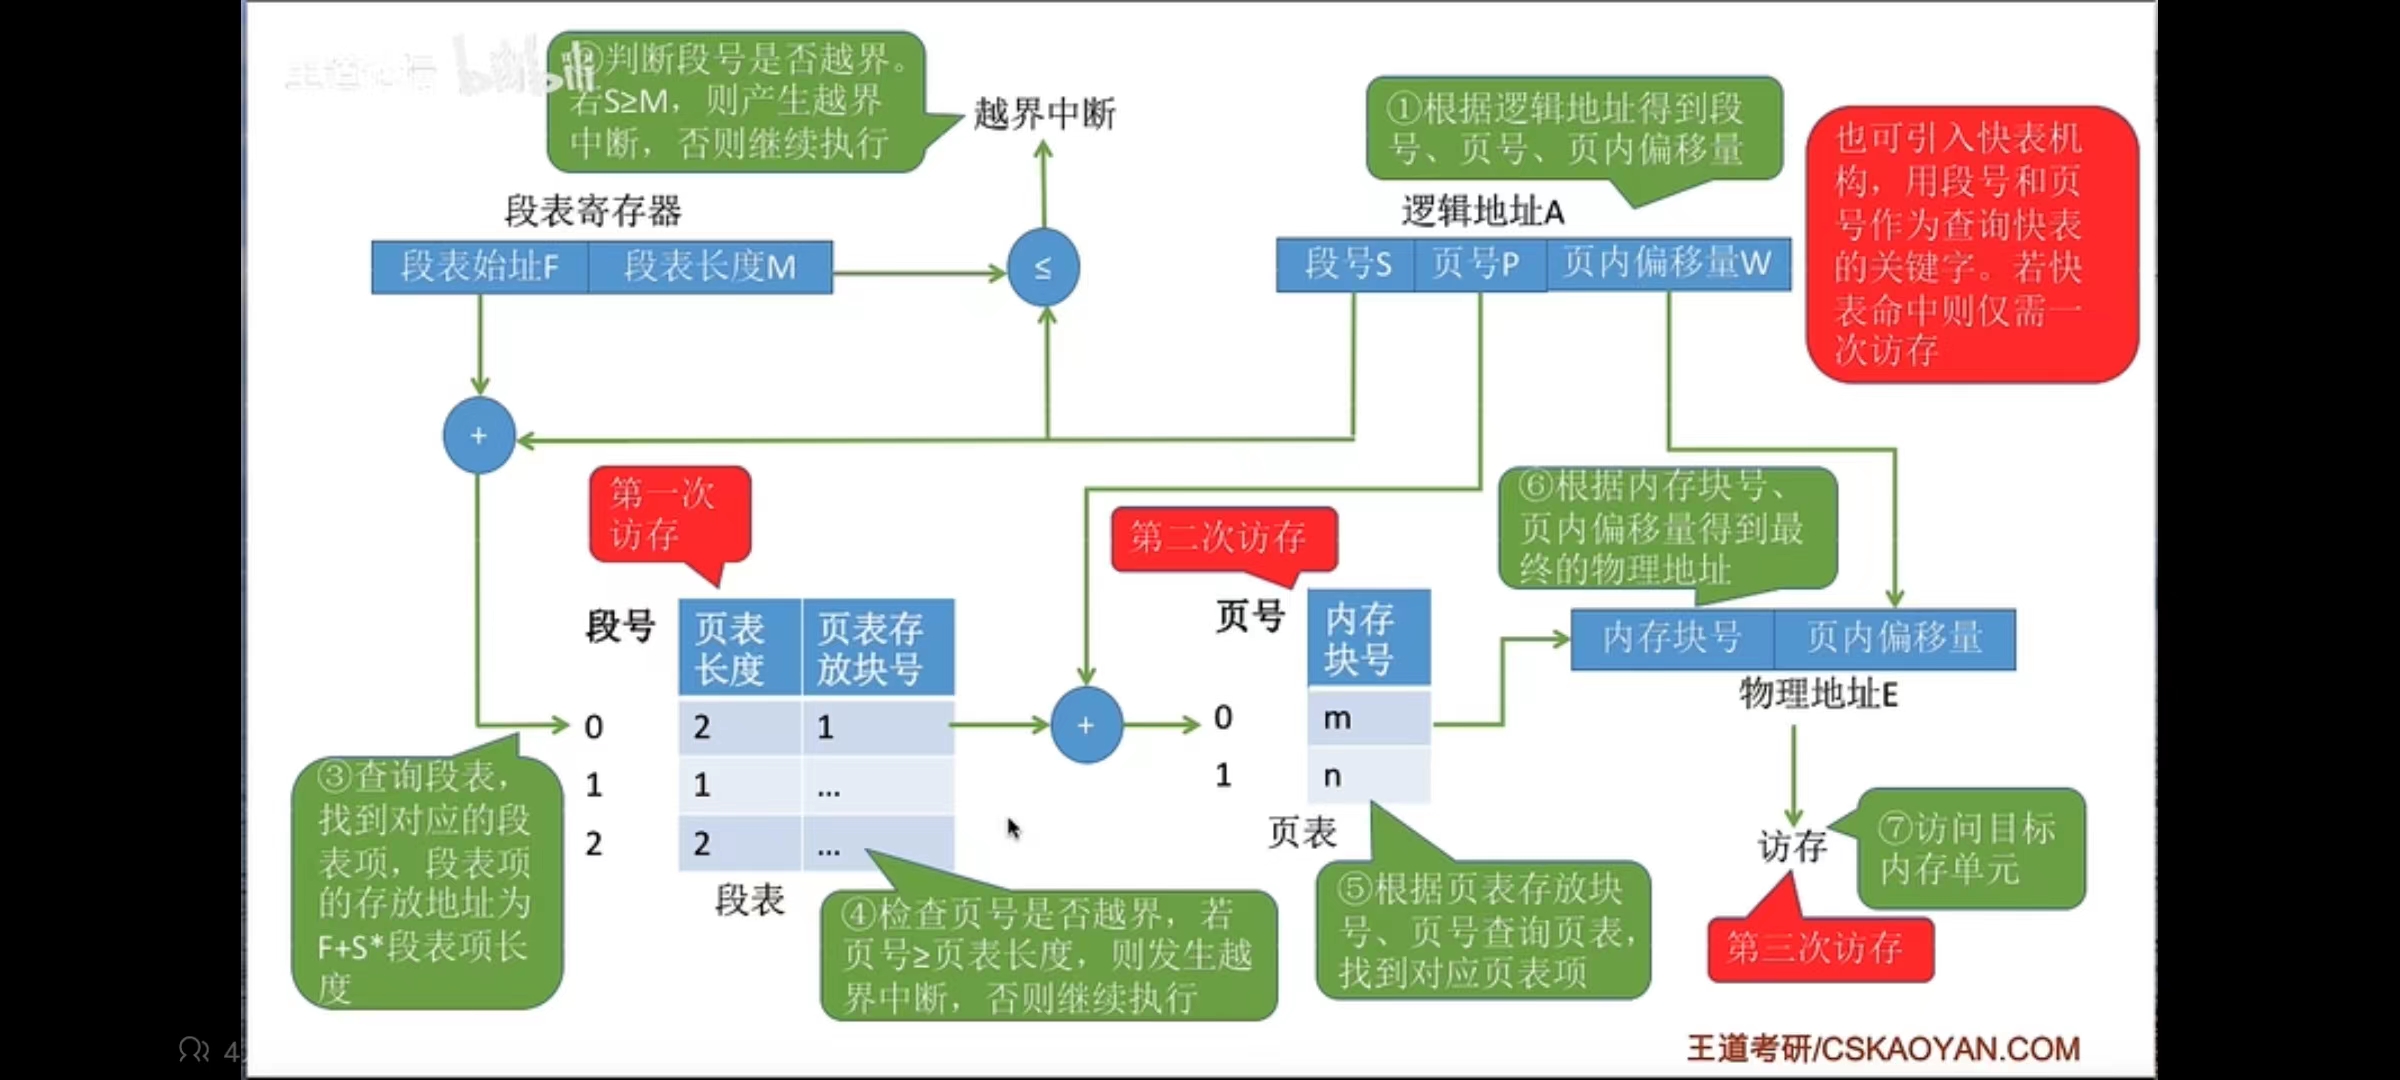 判断段号是否越界。
若S≥M，则产生越界
中断，否则继续执行
越界中断
①根据逻辑地址得到段
号、页号、页内偏移量
也可引入快表机
构，用段号和页
号作为查询快表
的关键字。若快
表命中则仅需一
次访存
段表寄存器
逻辑地址A
段表始址F 段表长度M
≤
段号S 页号P 页内偏移量W
+
第一次
访存
第二次访存
⑥根据内存块号、
页内偏移量得到最
终的物理地址
段号 页表长度 页表存放块号
0 2 1
1 1 ...
2 2 ...
段表
+
页号 内存块号
0 m
1 n
页表
内存块号 页内偏移量
物理地址E
③查询段表，
找到对应的段
表项，段表项
的存放地址为
F+S*段表项长
度
④检查页号是否越界，若
页号≥页表长度，则发生越
界中断，否则继续执行
⑤根据页表存放块
号、页号查询页表，
找到对应页表项
访存
⑦访问目标
内存单元
第三次访存
王道考研/CSKAOYAN.COM
bilibili